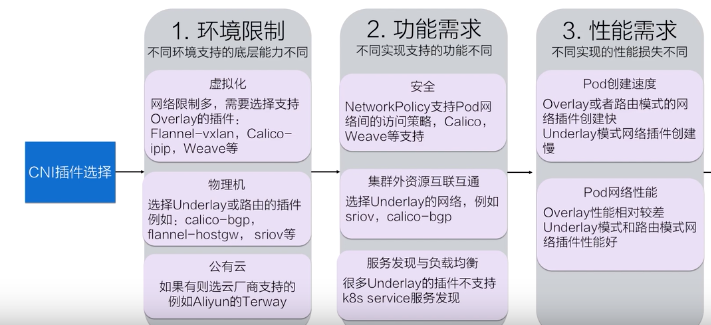 CNI插件选择
1. 环境限制
不同环境支持的底层能力不同
虚拟化
网络限制多，需要选择支持
Overlay的插件：
Flannel-vxlan，Calico-
ipip，Weave等
物理机
选择Underlay或路由的插件
例如：calico-bgp，
flannel-hostgw， sriov等
公有云
如果有则选云厂商支持的
例如Aliyun的Terway
2. 功能需求
不同实现支持的功能不同
安全
NetworkPolicy支持Pod网
络间的访问策略，Calico，
Weave等支持
集群外资源互联互通
选择Underlay的网络，例如
sriov，calico-bgp
服务发现与负载均衡
很多Underlay的插件不支持
k8s service服务发现
3. 性能需求
不同实现的性能损失不同
Pod创建速度
Overlay或者路由模式的网
络插件创建快
Underlay模式网络插件创建
慢
Pod网络性能
Overlay性能相对较差
Underlay模式和路由模式网
络插件性能好